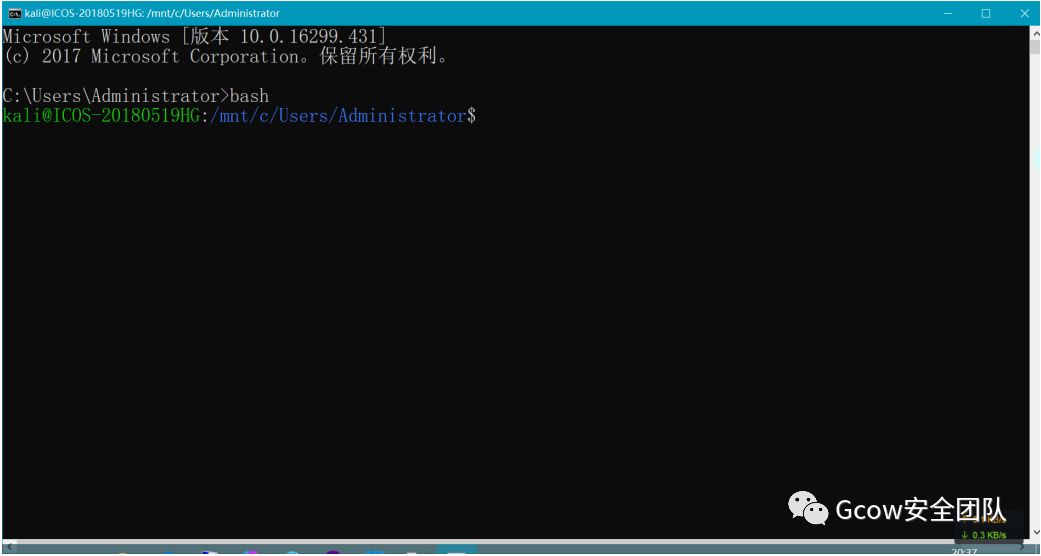 kali@ICOS-20180519HG: /mnt/c/Users/Administrator
Microsoft Windows [版本 10.0.16299.431]
(c) 2017 Microsoft Corporation。保留所有权利。
C:\Users\Administrator>bash
kali@ICOS-20180519HG:/mnt/c/Users/Administrator$
Gcow安全团队
↓ 0.3 KB/s
20:37